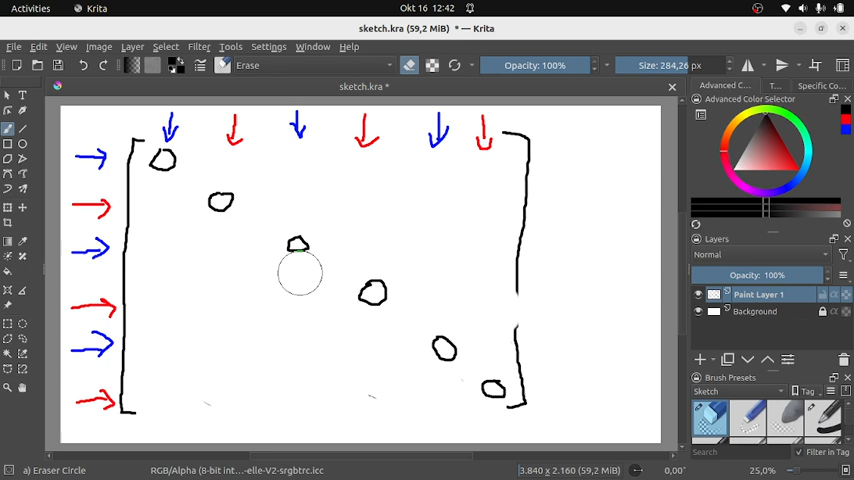 Activities
Krita
Okt 16 12:42
sketch.kra (59,2 MiB) * — Krita
File Edit View Image Layer Select Filter Tools Settings Window Help
Erase
Opacity: 100%
Size: 284,26 px
sketch.kra *
Advanced C...
T...
Specific Co...
Advanced Color Selector
Layers
Normal
Opacity: 100%
Paint Layer 1
Background
Brush Presets
Sketch
Tag
Search
Filter in Tag
a) Eraser Circle
RGB/Alpha (8-bit int...-elle-V2-srgbtrc.icc
3.840 x 2.160 (59,2 MiB)
0,00°
25,0%